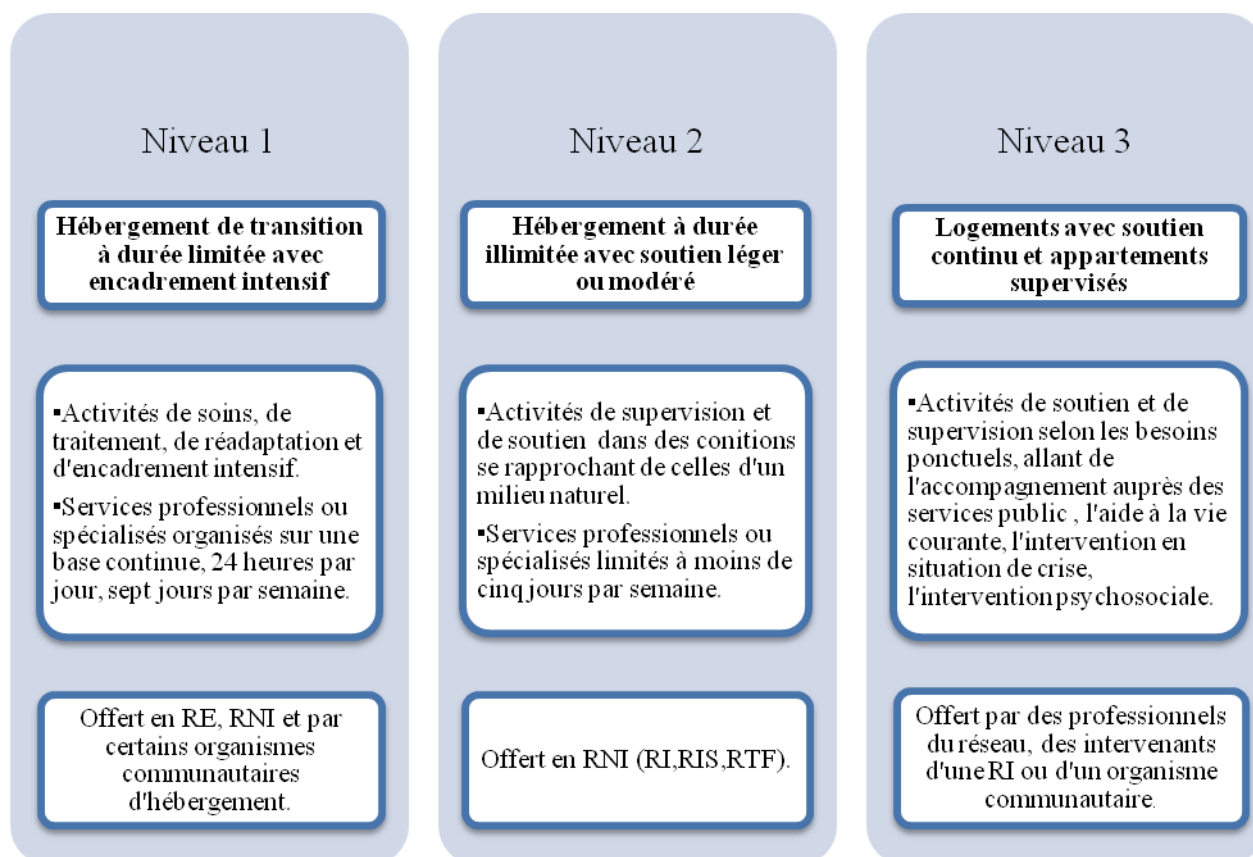 Niveau 1
Hébergement de transition
à durée limitée avec
encadrement intensif
▪Activités de soins, de
traitement, de réadaptation et
d'encadrement intensif.
▪Services professionnels ou
spécialisés organisés sur une
base continue, 24 heures par
jour, sept jours par semaine.
Offert en RE, RNI et par
certains organismes
communautaires
d'hébergement.
Niveau 2
Hébergement à durée
illimitée avec soutien léger
ou modéré
▪Activités de supervision et
de soutien dans des conitions
se rapprochant de celles d'un
milieu naturel.
▪Services professionnels ou
spécialisés limités à moins de
cinq jours par semaine.
Offert en RNI (RI,RIS,RTF).
Niveau 3
Logements avec soutien
continu et appartements
supervisés
▪Activités de soutien et de
supervision selon les besoins
ponctuels, allant de
l'accompagnement auprès des
services public , l'aide à la vie
courante, l'intervention en
situation de crise,
l'intervention psychosociale.
Offert par des professionnels
du réseau, des intervenants
d'une RI ou d'un organisme
communautaire.